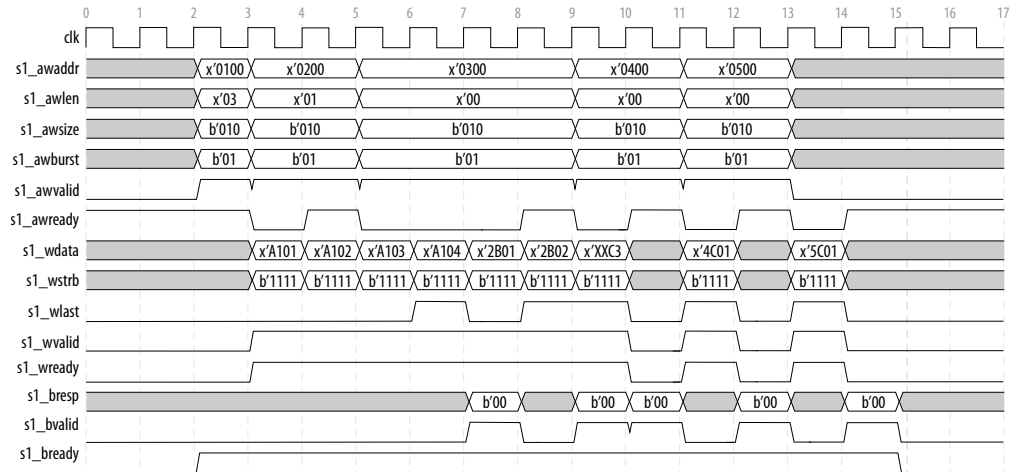 0 1 2 3 4 5 6 7 8 9 10 11 12 13 14 15 16 17
clk
s1_awaddr x’0100 x’0200 x’0300 x’0400 x’0500
s1_awlen x’03 x’01 x’00 x’00 x’00
s1_awsize b’010 b’010 b’010 b’010 b’010
s1_awburst b’01 b’01 b’01 b’01 b’01
s1_awvalid
s1_awready
s1_wdata x’A101 x’A102 x’A103 x’A104 x’2B01 x’2B02 x’XXC3 x’4C01 x’5C01
s1_wstrb b’1111 b’1111 b’1111 b’1111 b’1111 b’1111 b’1111 b’1111 b’1111
s1_wlast
s1_wvalid
s1_wready
s1_bresp b’00 b’00 b’00 b’00 b’00
s1_bvalid
s1_bready